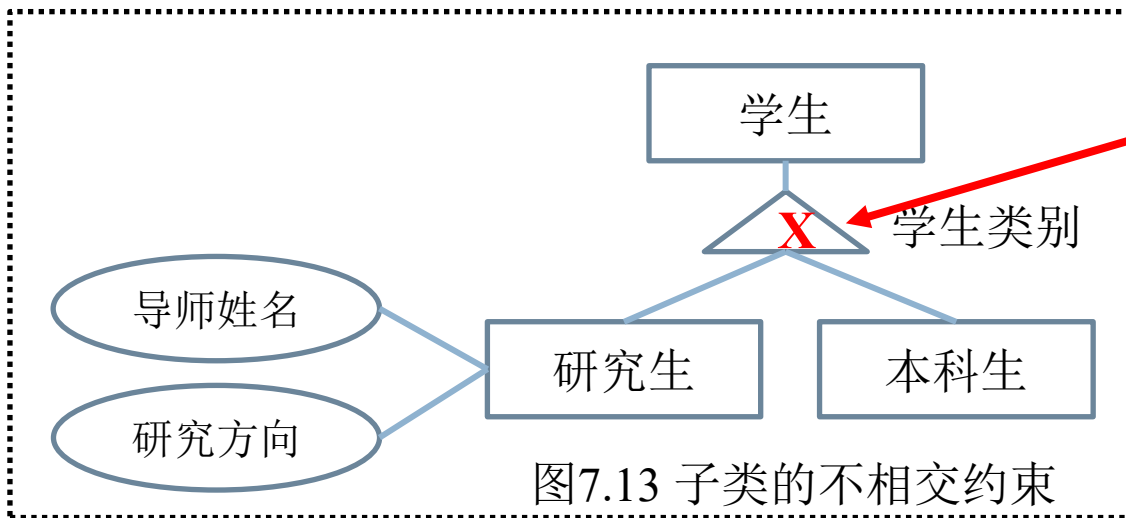 学生
X
学生类别
导师姓名
研究生
本科生
研究方向
图7.13 子类的不相交约束